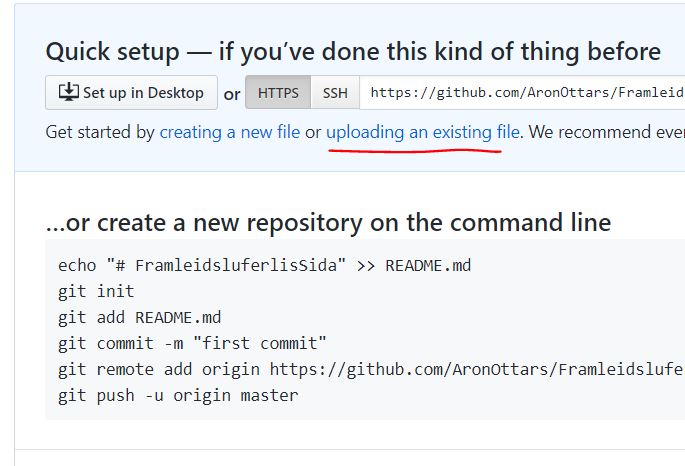 Quick setup — if you’ve done this kind of thing before
Set up in Desktop or HTTPS SSH https://github.com/AronOttars/Framleid
Get started by creating a new file or uploading an existing file. We recommend ever
...or create a new repository on the command line
echo "# FramleidsluferlisSida" >> README.md
git init
git add README.md
git commit -m "first commit"
git remote add origin https://github.com/AronOttars/Framleidslufe
git push -u origin master